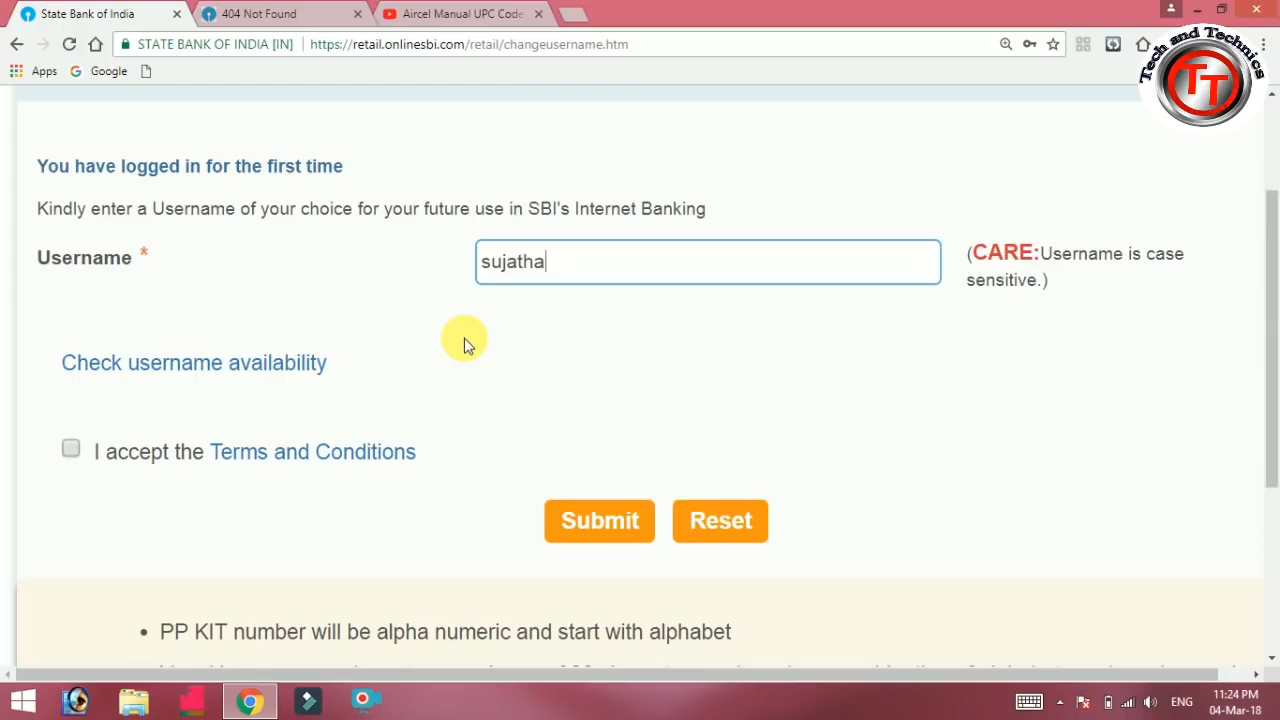 State Bank of India
404 Not Found
Aircel Manual UPC Code
STATE BANK OF INDIA [IN]
https://retail.onlinesbi.com/retail/changeusername.htm
Apps
Google
Tech and Technics
TT
You have logged in for the first time
Kindly enter a Username of your choice for your future use in SBI's Internet Banking
Username *
sujatha
(CARE:Username is case
sensitive.)
Check username availability
I accept the Terms and Conditions
Submit
Reset
• PP KIT number will be alpha numeric and start with alphabet
ENG
11:24 PM
04-Mar-18